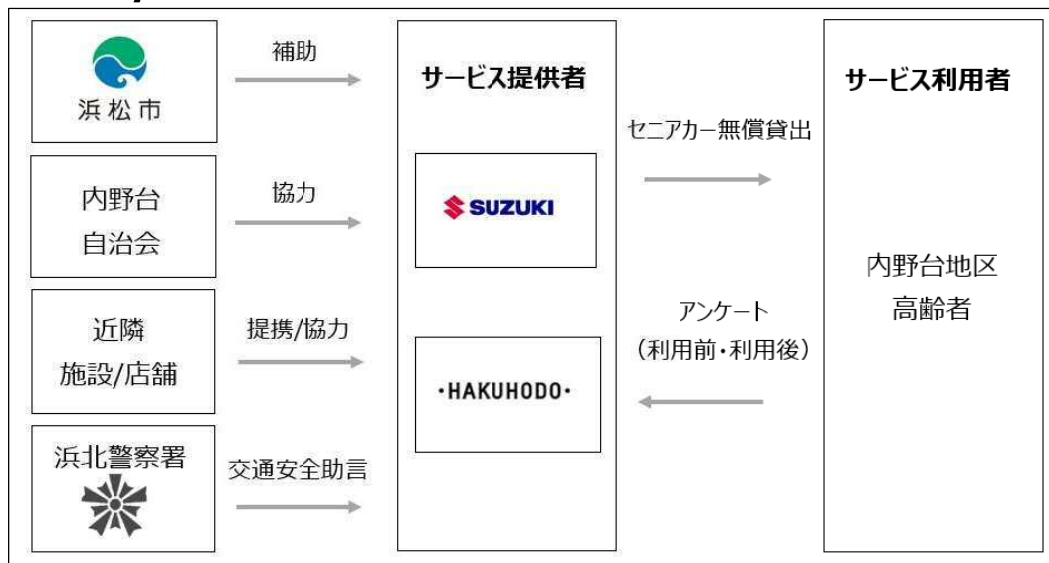 浜松市
補助
内野台
自治会
協力
近隣
施設/店舗
提携/協力
浜北警察署
交通安全助言
サービス提供者
SUZUKI
・HAKUHODO・
セニアカー無償貸出
アンケート
（利用前・利用後）
サービス利用者
内野台地区
高齢者